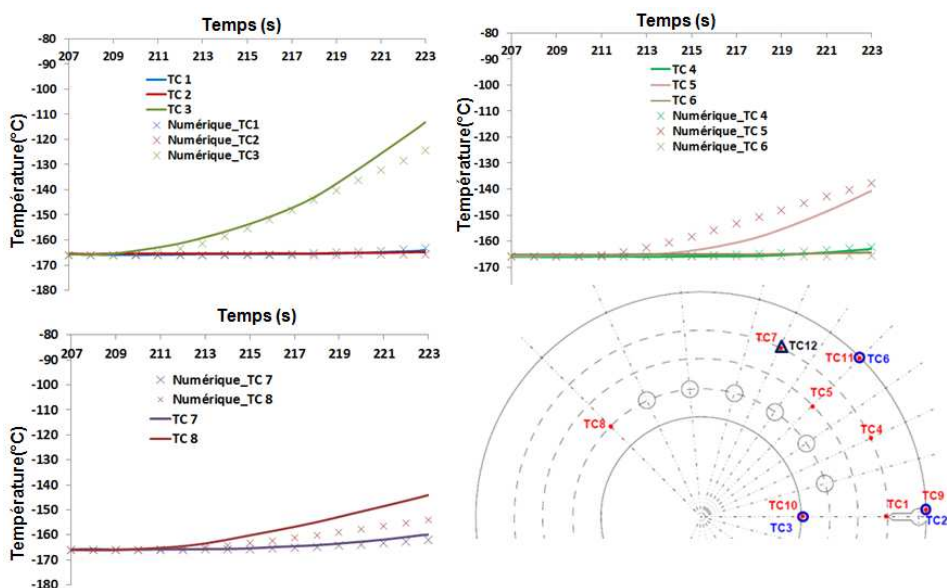 Temps (s)
-80
207 209 211 213 215 217 219 221 223
-90
-100
-110
-120
-130
-140
-150
-160
-170
-180
Température(°C)
TC 1
TC 2
TC 3
Numérique_TC1
Numérique_TC2
Numérique_TC3
Temps (s)
-80
207 209 211 213 215 217 219 221 223
-90
-100
-110
-120
-130
-140
-150
-160
-170
Température(°C)
TC 4
TC 5
TC 6
Numérique_TC 4
Numérique_TC 5
Numérique_TC 6
Temps (s)
-80
207 209 211 213 215 217 219 221 223
-90
-100
-110
-120
-130
-140
-150
-160
-170
-180
Température(°C)
Numérique_TC 7
Numérique_TC 8
TC 7
TC 8
TC7
TC12
TC11 TC6
TC5
TC8
TC4
TC10
TC3
TC1
TC9
TC2